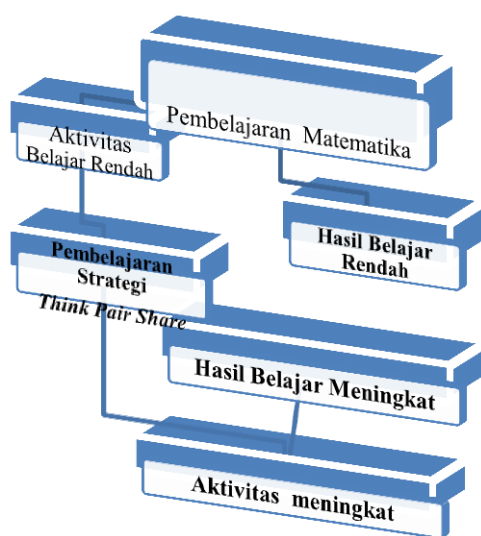 Pembelajaran Matematika
Aktivitas
Belajar Rendah
Hasil Belajar
Rendah
Pembelajaran
Strategi
Think Pair Share
Hasil Belajar Meningkat
Aktivitas meningkat